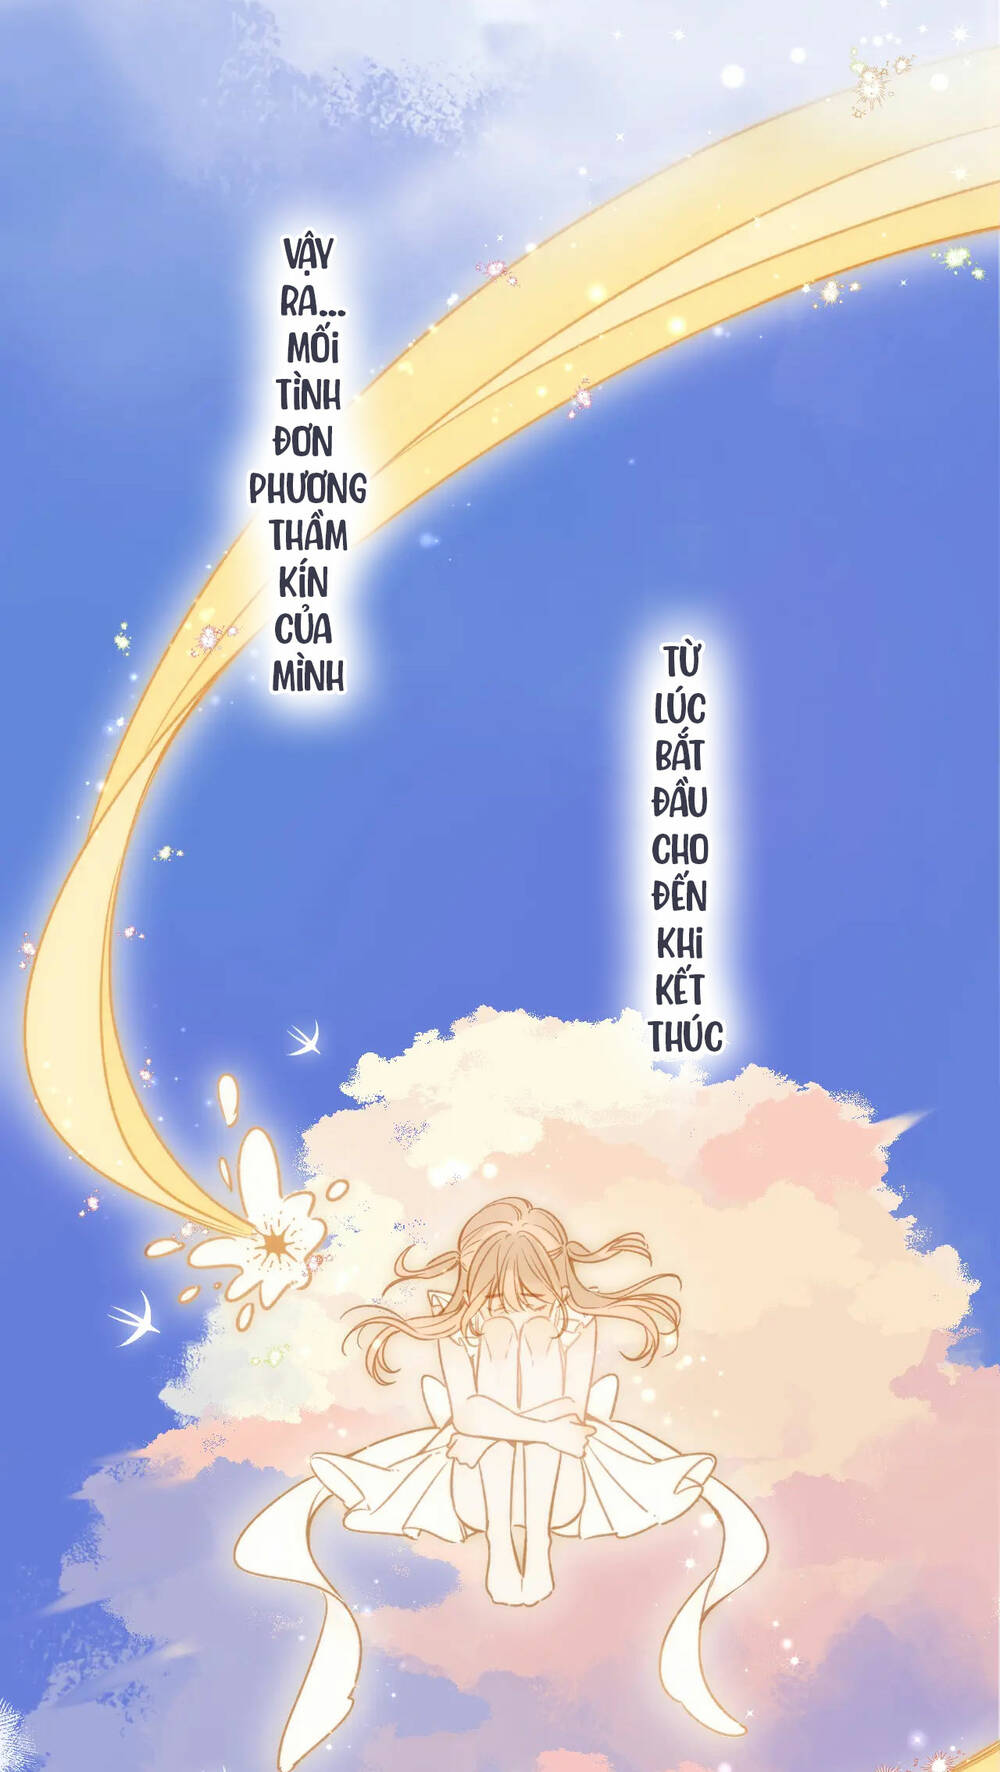 VẬY
RA...
MỐI
TÌNH
ĐƠN
PHƯƠNG
THẦM
KÍN
CỦA
MÌNH
TỪ
LÚC
BẮT
ĐẦU
CHO
ĐẾN
KHI
KẾT
THÚC